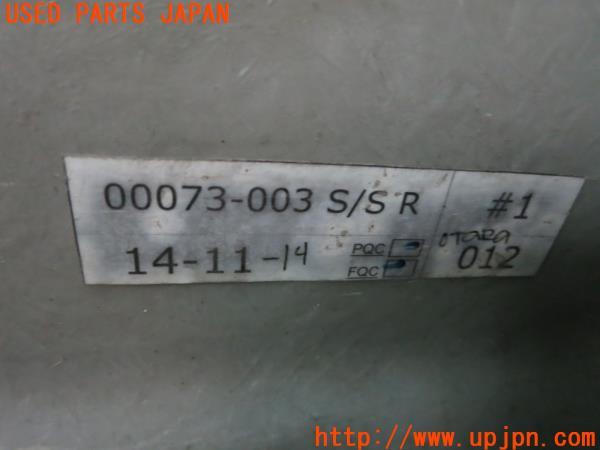 USED PARTS JAPAN
00073-003 S/S R #1
14-11-14 PQC
FQC 012
http://www.upjpn.com/